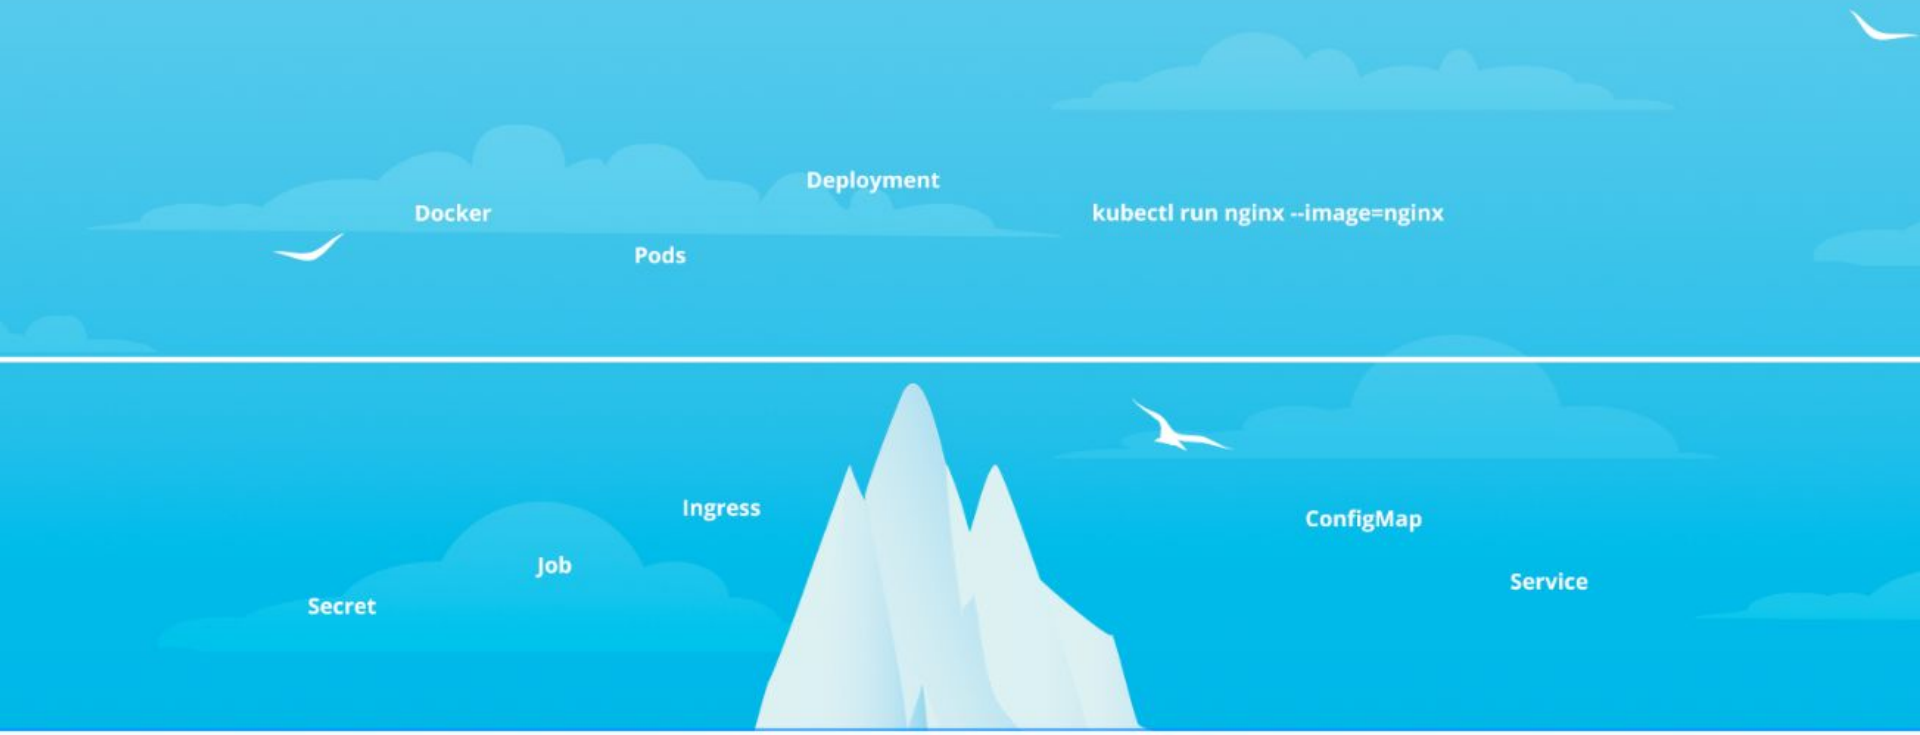 Deployment
Docker
kubectl run nginx --image=nginx
Pods
Ingress
ConfigMap
Job
Service
Secret